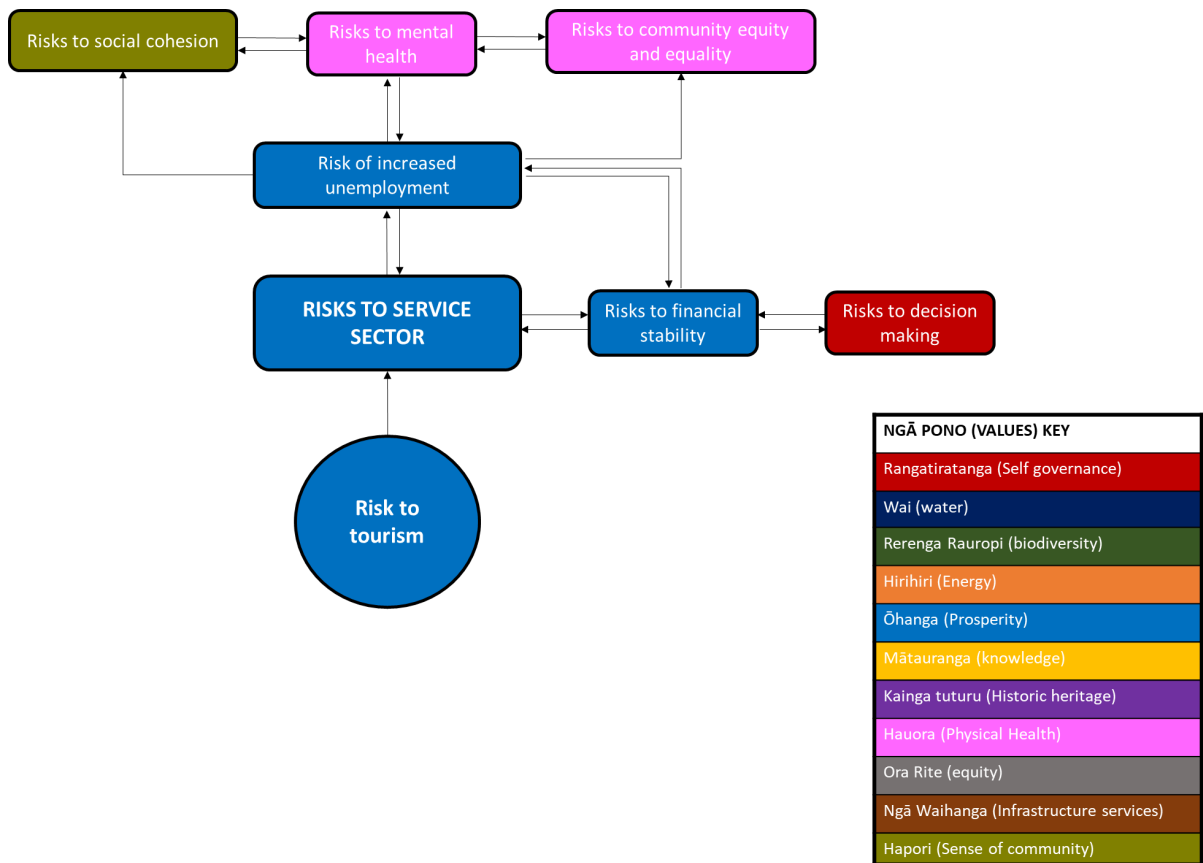 Risks to social cohesion
Risks to mental
health
Risks to community equity
and equality
Risk of increased
unemployment
RISKS TO SERVICE
SECTOR
Risks to financial
stability
Risks to decision
making
Risk to
tourism
NGĀ PONO (VALUES) KEY
Rangatiratanga (Self governance)
Wai (water)
Rerenga Rauropi (biodiversity)
Hirihiri (Energy)
Ōhanga (Prosperity)
Mātauranga (knowledge)
Kainga tuturu (Historic heritage)
Hauora (Physical Health)
Ora Rite (equity)
Ngā Waihanga (Infrastructure services)
Hapori (Sense of community)